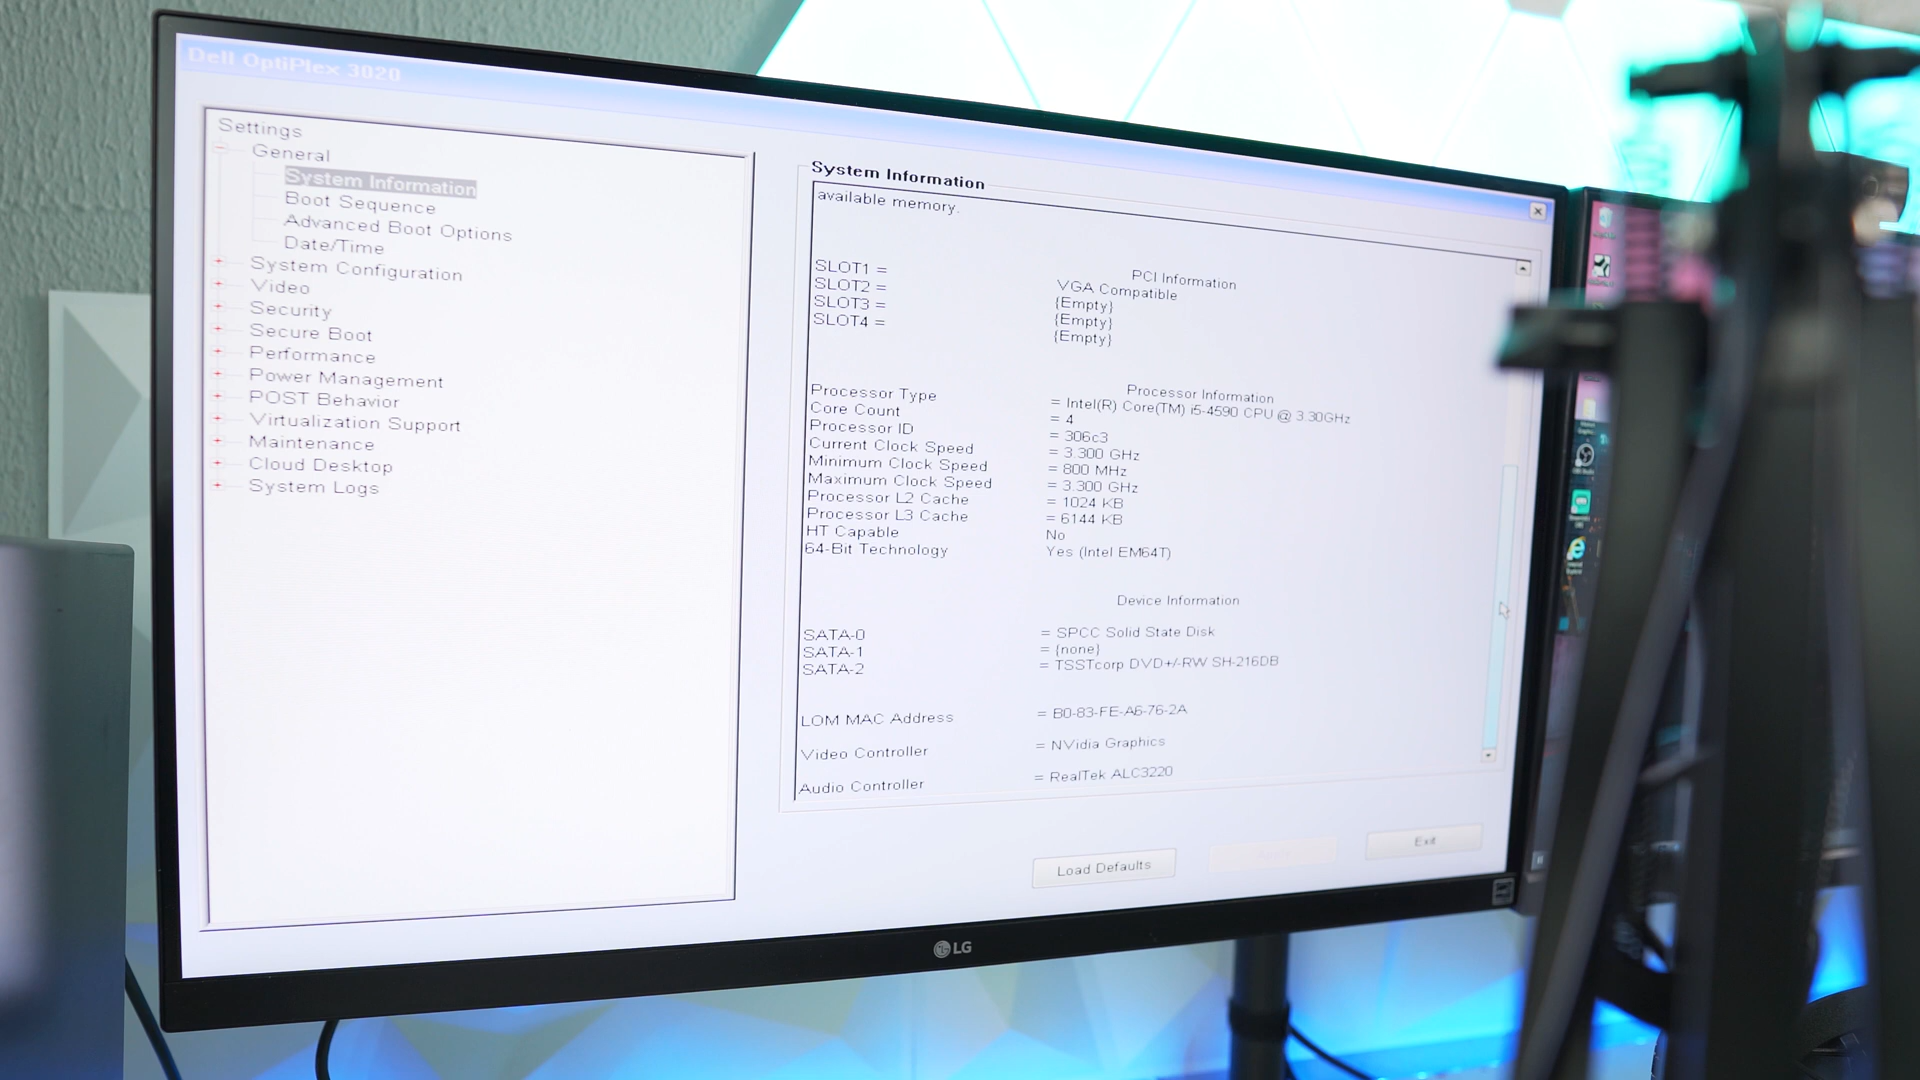 Dell OptiPlex 3020
Settings
General
System Information
Boot Sequence
Advanced Boot Options
Date/Time
System Configuration
Video
Security
Secure Boot
Performance
Power Management
POST Behavior
Virtualization Support
Maintenance
Cloud Desktop
System Logs
System Information
available memory.
PCI Information
SLOT1 = VGA Compatible
SLOT2 = {Empty}
SLOT3 = {Empty}
SLOT4 = {Empty}
Processor Information
Processor Type = Intel(R) Core(TM) i5-4590 CPU @ 3.30GHz
Core Count = 4
Processor ID = 306c3
Current Clock Speed = 3.300 GHz
Minimum Clock Speed = 800 MHz
Maximum Clock Speed = 3.300 GHz
Processor L2 Cache = 1024 KB
Processor L3 Cache = 6144 KB
HT Capable No
64-Bit Technology Yes (Intel EM64T)
Device Information
SATA-0 = SPCC Solid State Disk
SATA-1 = {none}
SATA-2 = TSSTcorp DVD+/-RW SH-216DB
LOM MAC Address = B0-83-FE-A6-76-2A
Video Controller = NVidia Graphics
Audio Controller = RealTek ALC3220
Load Defaults
Exit
LG